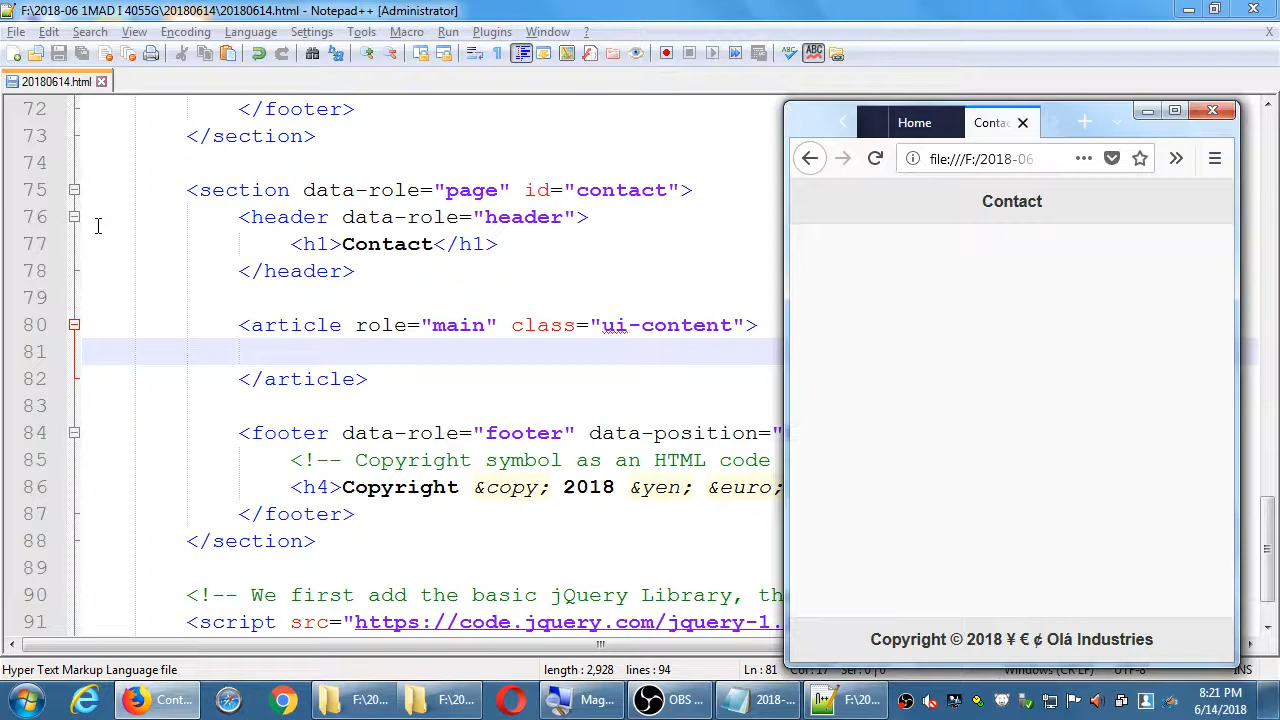 F:\2018-06 1MAD I 4055G\20180614\20180614.html - Notepad++ [Administrator]
File Edit Search View Encoding Language Settings Tools Macro Run Plugins Window ?
20180614.html
72 </footer>
73 </section>
74
75 <section data-role="page" id="contact">
76 <header data-role="header">
77 <h1>Contact</h1>
78 </header>
79
80 <article role="main" class="ui-content">
81
82 </article>
83
84 <footer data-role="footer" data-position="
85 <!-- Copyright symbol as an HTML code
86 <h4>Copyright &copy; 2018 &yen; &euro;
87 </footer>
88 </section>
89
90 <!-- We first add the basic jQuery Library, th
91 <script src="https://code.jquery.com/jquery-1.
Home Contac
file:///F:/2018-06
Contact
Copyright © 2018 ¥ € ¢ Olá Industries
Hyper Text Markup Language file length : 2,928 lines : 94 Ln : 81 INS
Cont... F:\20... F:\20... Mag... OBS ... 2018-... F:\20...
8:21 PM
6/14/2018